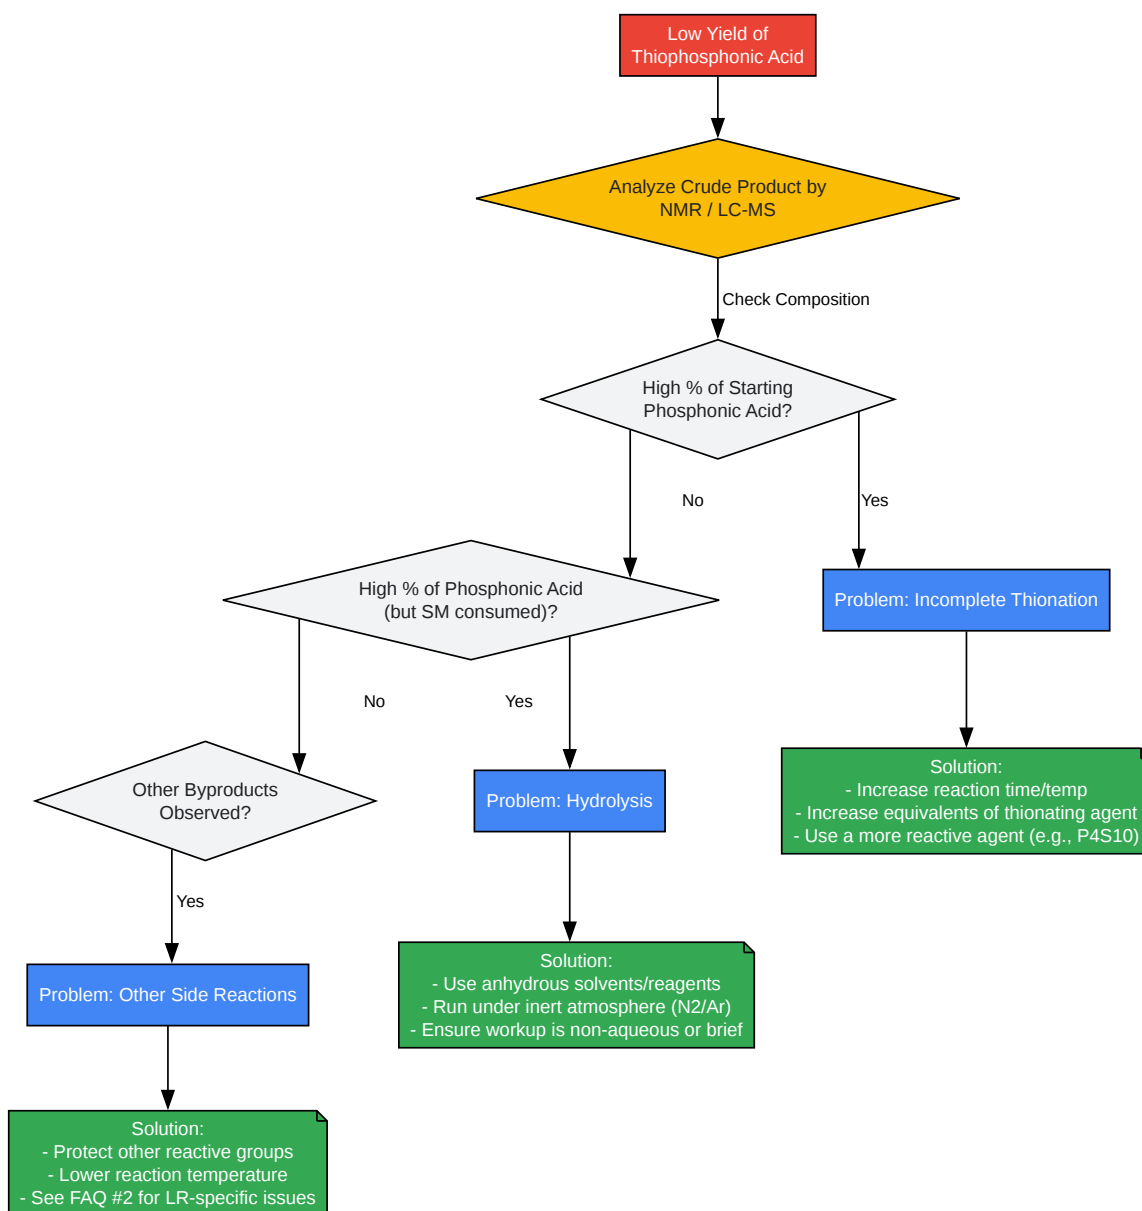 Low Yield of
Thiophosphonic Acid
Analyze Crude Product by
NMR / LC-MS
Check Composition
High % of Starting
Phosphonic Acid?
No
Yes
High % of Phosphonic Acid
(but SM consumed)?
Problem: Incomplete Thionation
No
Yes
Other Byproducts
Observed?
Problem: Hydrolysis
Solution:
- Increase reaction time/temp
- Increase equivalents of thionating agent
- Use a more reactive agent (e.g., P4S10)
Yes
Problem: Other Side Reactions
Solution:
- Use anhydrous solvents/reagents
- Run under inert atmosphere (N2/Ar)
- Ensure workup is non-aqueous or brief
Solution:
- Protect other reactive groups
- Lower reaction temperature
- See FAQ #2 for LR-specific issues